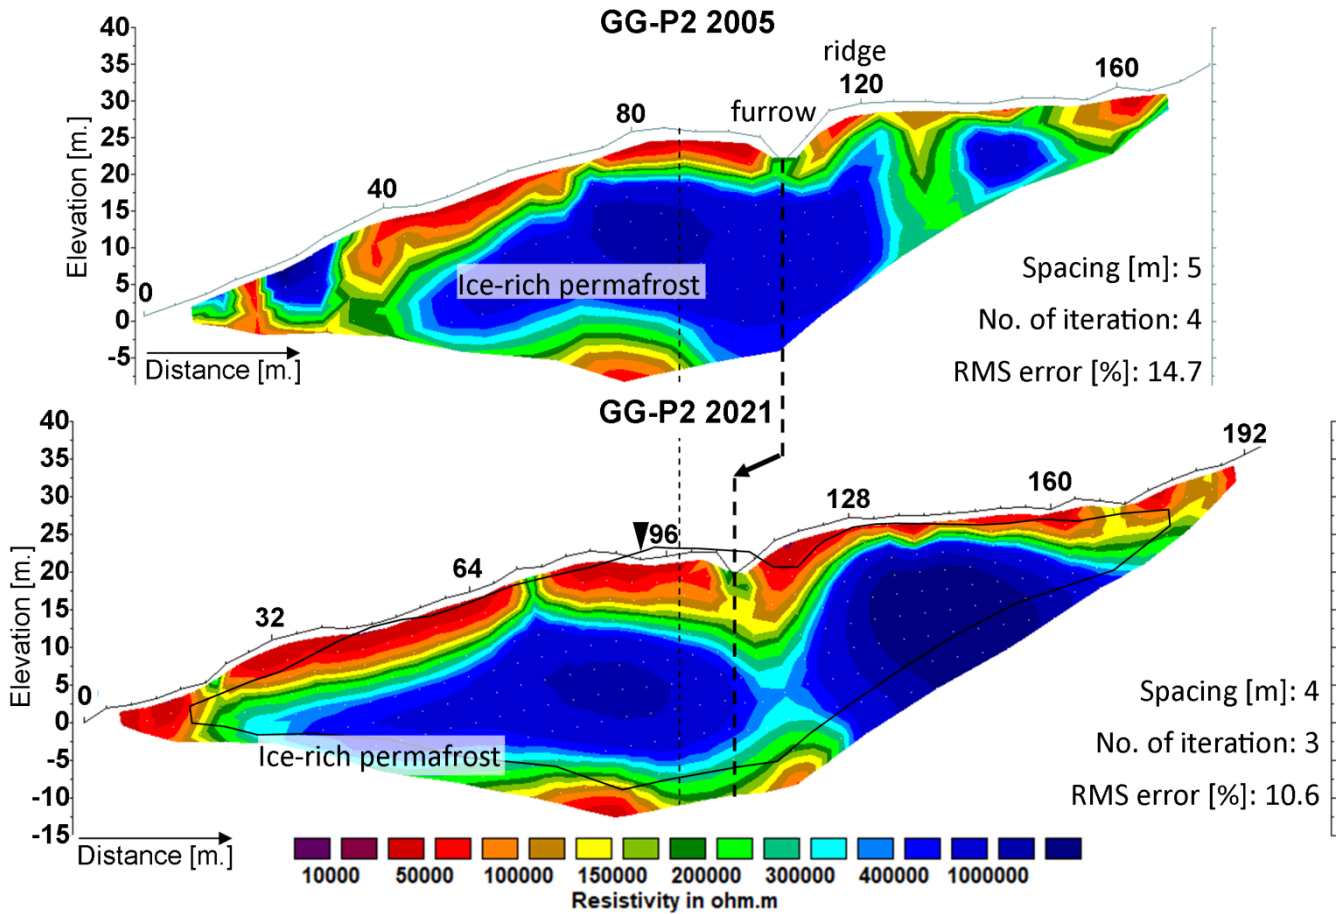 GG-P2 2005
40
35
30
25
20
15
10
5
0
-5
Elevation [m.]
ridge
120
160
furrow
80
40
0
Ice-rich permafrost
Spacing [m]: 5
No. of iteration: 4
RMS error [%]: 14.7
Distance [m.]
GG-P2 2021
40
35
30
25
20
15
10
5
0
-5
-10
-15
Elevation [m.]
192
160
128
96
64
32
0
Ice-rich permafrost
Spacing [m]: 4
No. of iteration: 3
RMS error [%]: 10.6
Distance [m.]
10000 50000 100000 150000 200000 300000 400000 1000000
Resistivity in ohm.m